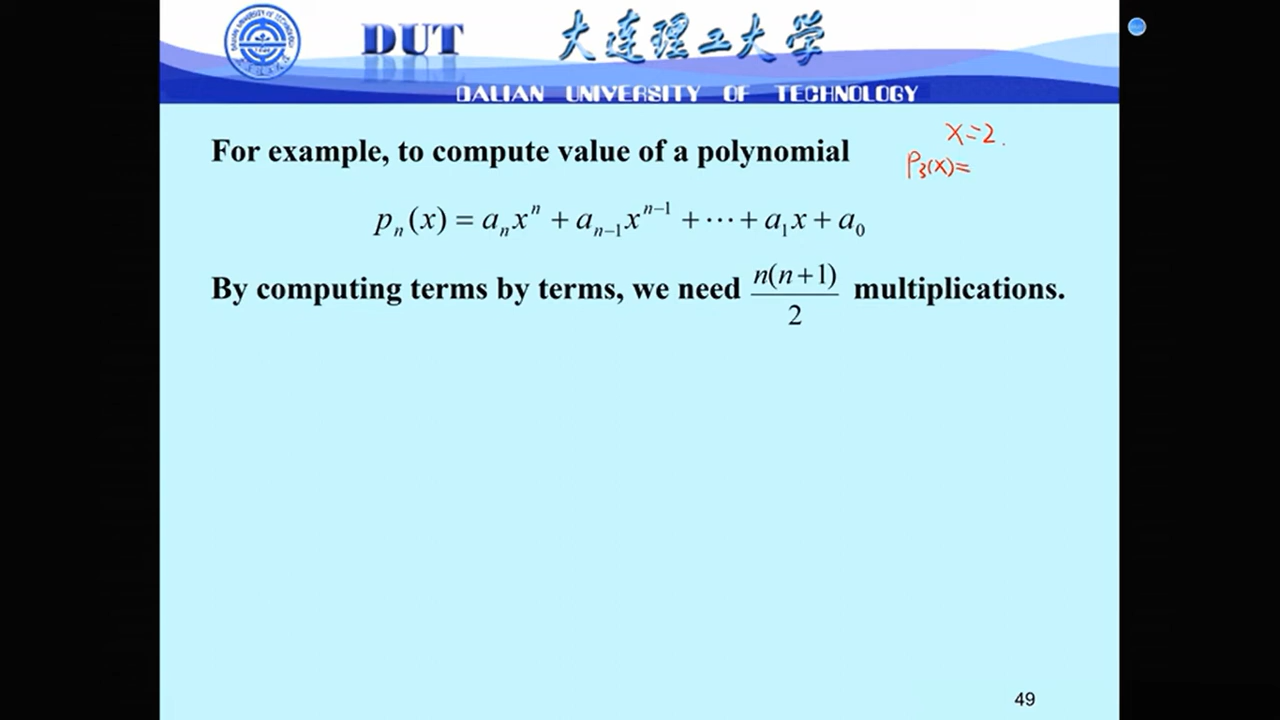 DUT 大连理工大学
DALIAN UNIVERSITY OF TECHNOLOGY
For example, to compute value of a polynomial
x=2.
P₃(x)=
pₙ(x) = aₙxⁿ + aₙ₋₁xⁿ⁻¹ + ⋯ + a₁x + a₀
By computing terms by terms, we need n(n+1)/2 multiplications.
49